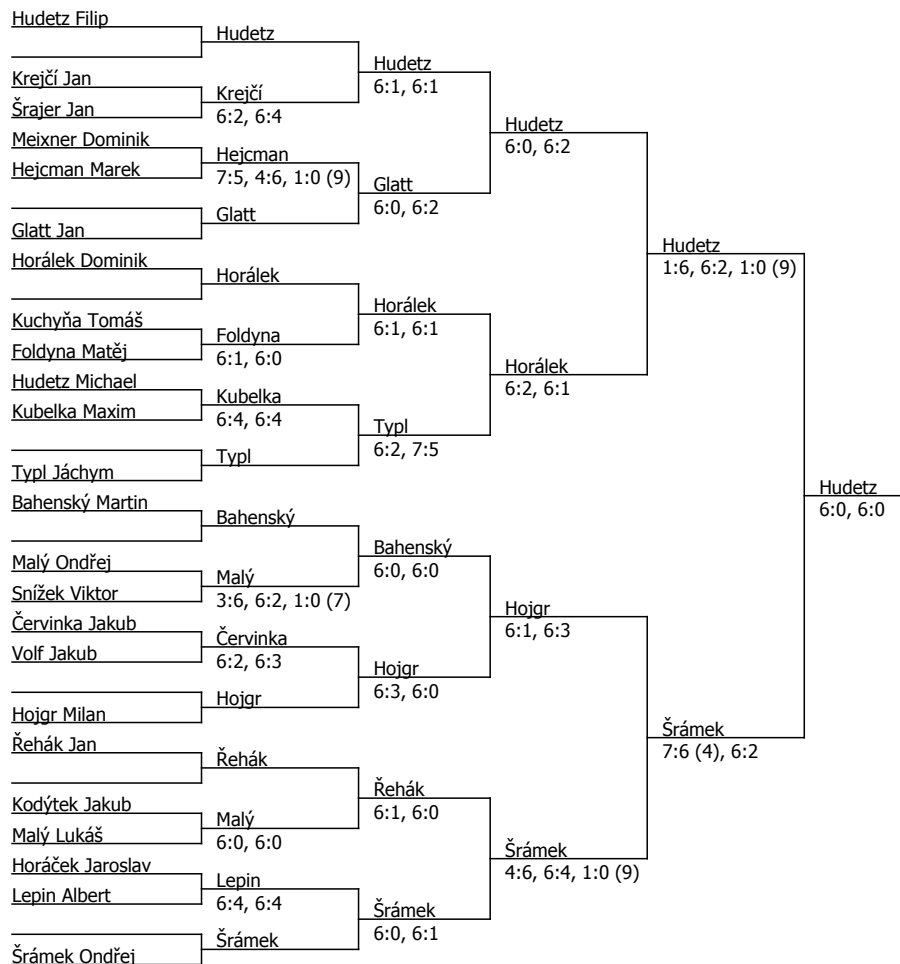 Hudetz Filip
Krejčí Jan
Šrajer Jan
Meixner Dominik
Hejcman Marek
Glatt Jan
Horálek Dominik
Kuchyňa Tomáš
Foldyna Matěj
Hudetz Michael
Kubelka Maxim
Typl Jáchym
Bahenský Martin
Malý Ondřej
Snížek Viktor
Červinka Jakub
Volf Jakub
Hojgr Milan
Řehák Jan
Kodýtek Jakub
Malý Lukáš
Horáček Jaroslav
Lepin Albert
Šrámek Ondřej
Hudetz
Krejčí
6:2, 6:4
Hejcman
7:5, 4:6, 1:0 (9)
Glatt
Horálek
Foldyna
6:1, 6:0
Kubelka
6:4, 6:4
Typl
Bahenský
Malý
3:6, 6:2, 1:0 (7)
Červinka
6:2, 6:3
Hojgr
Řehák
Malý
6:0, 6:0
Lepin
6:4, 6:4
Šrámek
Hudetz
6:1, 6:1
Glatt
6:0, 6:2
Horálek
6:1, 6:1
Typl
6:2, 7:5
Bahenský
6:0, 6:0
Hojgr
6:3, 6:0
Řehák
6:1, 6:0
Šrámek
6:0, 6:1
Hudetz
6:0, 6:2
Horálek
6:2, 6:1
Hojgr
6:1, 6:3
Šrámek
4:6, 6:4, 1:0 (9)
Hudetz
1:6, 6:2, 1:0 (9)
Šrámek
7:6 (4), 6:2
Hudetz
6:0, 6:0